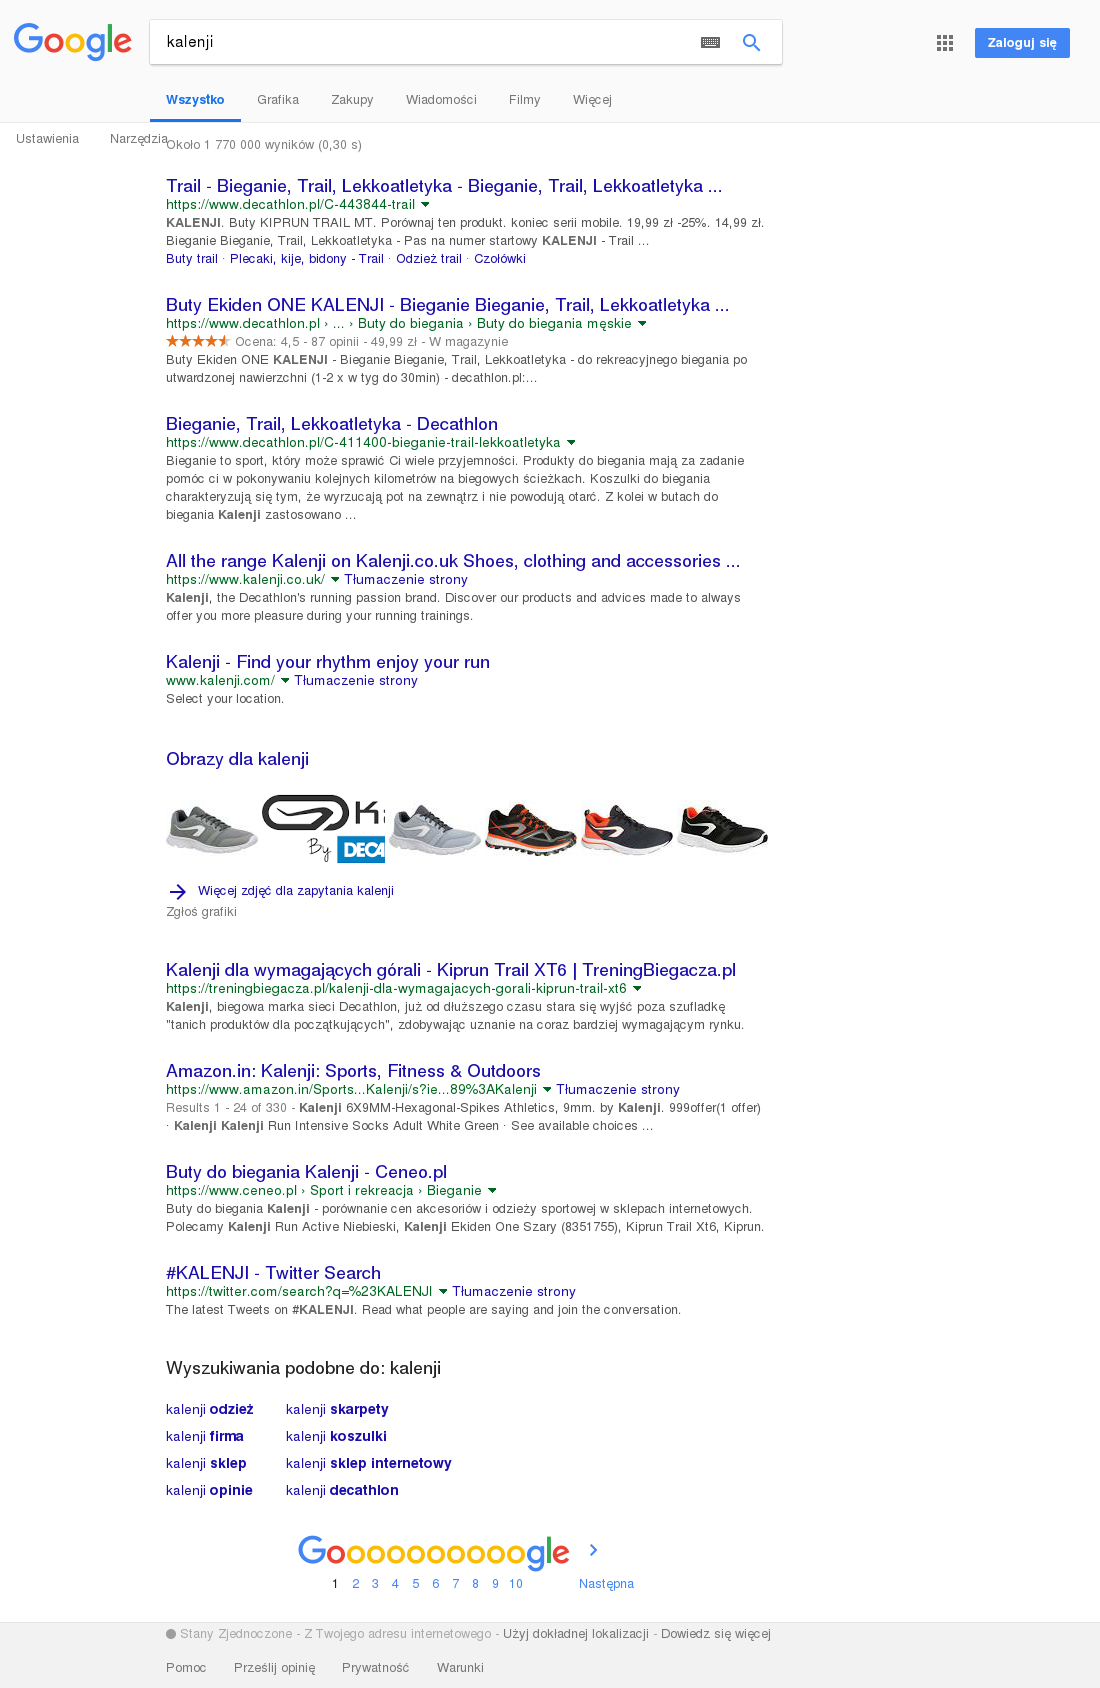 Google
kalenji
Zaloguj się
Wszystko Grafika Zakupy Wiadomości Filmy Więcej
Ustawienia Narzędzia
Około 1 770 000 wyników (0,30 s)
Trail - Bieganie, Trail, Lekkoatletyka - Bieganie, Trail, Lekkoatletyka ...
https://www.decathlon.pl/C-443844-trail
KALENJI. Buty KIPRUN TRAIL MT. Porównaj ten produkt. koniec serii mobile. 19,99 zł -25%. 14,99 zł.
Bieganie Bieganie, Trail, Lekkoatletyka - Pas na numer startowy KALENJI - Trail ...
Buty trail · Plecaki, kije, bidony - Trail · Odzież trail · Czołówki
Buty Ekiden ONE KALENJI - Bieganie Bieganie, Trail, Lekkoatletyka ...
https://www.decathlon.pl › ... › Buty do biegania › Buty do biegania męskie
Ocena: 4,5 - 87 opinii - 49,99 zł - W magazynie
Buty Ekiden ONE KALENJI - Bieganie Bieganie, Trail, Lekkoatletyka - do rekreacyjnego biegania po
utwardzonej nawierzchni (1-2 x w tyg do 30min) - decathlon.pl:...
Bieganie, Trail, Lekkoatletyka - Decathlon
https://www.decathlon.pl/C-411400-bieganie-trail-lekkoatletyka
Bieganie to sport, który może sprawić Ci wiele przyjemności. Produkty do biegania mają za zadanie
pomóc ci w pokonywaniu kolejnych kilometrów na biegowych ścieżkach. Koszulki do biegania
charakteryzują się tym, że wyrzucają pot na zewnątrz i nie powodują otarć. Z kolei w butach do
biegania Kalenji zastosowano ...
All the range Kalenji on Kalenji.co.uk Shoes, clothing and accessories ...
https://www.kalenji.co.uk/ Tłumaczenie strony
Kalenji, the Decathlon's running passion brand. Discover our products and advices made to always
offer you more pleasure during your running trainings.
Kalenji - Find your rhythm enjoy your run
www.kalenji.com/ Tłumaczenie strony
Select your location.
Obrazy dla kalenji
K
By DECA
Więcej zdjęć dla zapytania kalenji
Zgłoś grafiki
Kalenji dla wymagających górali - Kiprun Trail XT6 | TreningBiegacza.pl
https://treningbiegacza.pl/kalenji-dla-wymagajacych-gorali-kiprun-trail-xt6
Kalenji, biegowa marka sieci Decathlon, już od dłuższego czasu stara się wyjść poza szufladkę
"tanich produktów dla początkujących", zdobywając uznanie na coraz bardziej wymagającym rynku.
Amazon.in: Kalenji: Sports, Fitness & Outdoors
https://www.amazon.in/Sports...Kalenji/s?ie...89%3AKalenji Tłumaczenie strony
Results 1 - 24 of 330 - Kalenji 6X9MM-Hexagonal-Spikes Athletics, 9mm. by Kalenji. 999offer(1 offer)
· Kalenji Kalenji Run Intensive Socks Adult White Green · See available choices ...
Buty do biegania Kalenji - Ceneo.pl
https://www.ceneo.pl › Sport i rekreacja › Bieganie
Buty do biegania Kalenji - porównanie cen akcesoriów i odzieży sportowej w sklepach internetowych.
Polecamy Kalenji Run Active Niebieski, Kalenji Ekiden One Szary (8351755), Kiprun Trail Xt6, Kiprun.
#KALENJI - Twitter Search
https://twitter.com/search?q=%23KALENJI Tłumaczenie strony
The latest Tweets on #KALENJI. Read what people are saying and join the conversation.
Wyszukiwania podobne do: kalenji
kalenji odzież kalenji skarpety
kalenji firma kalenji koszulki
kalenji sklep kalenji sklep internetowy
kalenji opinie kalenji decathlon
Goooooooooogle
1 2 3 4 5 6 7 8 9 10 Następna
Stany Zjednoczone - Z Twojego adresu internetowego - Użyj dokładnej lokalizacji - Dowiedz się więcej
Pomoc Prześlij opinię Prywatność Warunki